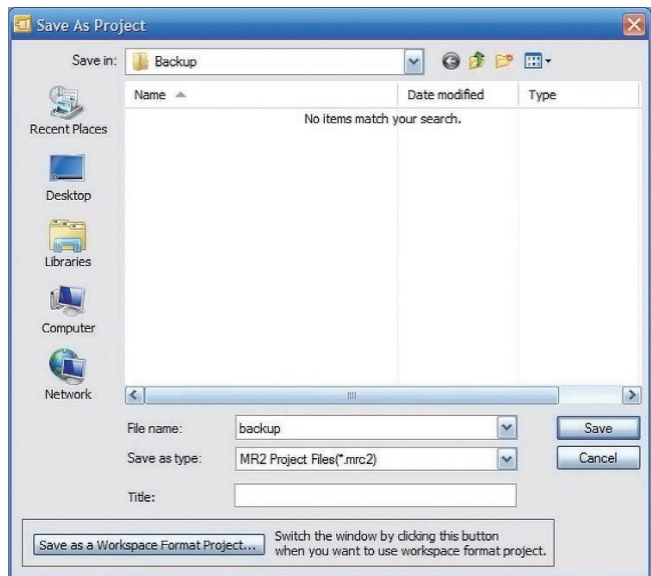 Save As Project
Save in: Backup
Name Date modified Type
No items match your search.
Recent Places
Desktop
Libraries
Computer
Network
File name: backup Save
Save as type: MR2 Project Files(*.mrc2) Cancel
Title:
Save as a Workspace Format Project... Switch the window by clicking this button
when you want to use workspace format project.